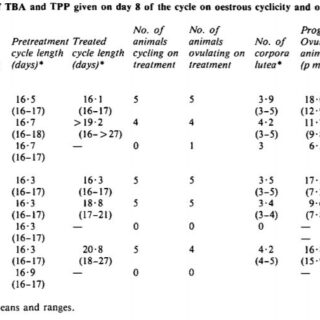 TBA and TPP given on day 8 of the cycle on oestrous cyclicity and o
No. of No. of Prog
Pretreatment Treated animals animals No. of Ovul
cycle length cycle length cycling on ovulating on corpora anim
(days)* (days)* treatment treatment lutea* (p m
16·5 16·1 5 5 3·9 18·
(16–17) (16–17) (3–5) (12·
16·7 >19·2 4 4 4·2 11·
(16–18) (16–>27) (3–5) (9·
16·7 — 0 1 3 6·
(16–17)
16·3 16·3 5 5 3·5 17·
(16–17) (16–17) (3–5) (7·
16·3 18·8 5 5 3·4 9·
(16–17) (17–21) (3–4) (7·
16·3 — 0 0 0 —
(16–17) —
16·3 20·8 5 4 4·2 16·
(16–17) (18–27) (4–5) (15·
16·9 — 0 0 — —
(16–17)
eans and ranges.